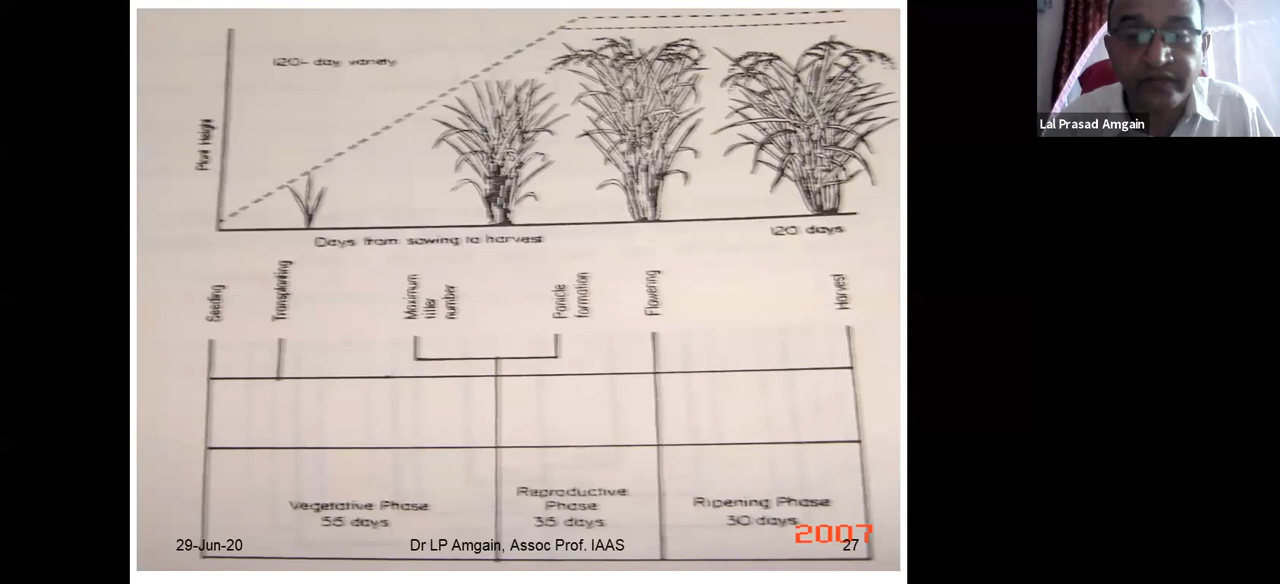 120- day variety
Plant Height
Days from sowing to harvest
120 days
Seeding
Transplanting
Maximum
tiller
number
Panicle
formation
Flowering
Harvest
Vegetative Phase
55 days
Reproductive
Phase
35 days
Ripening Phase
30 days
2007
29-Jun-20
Dr LP Amgain, Assoc Prof. IAAS
27
Lal Prasad Amgain